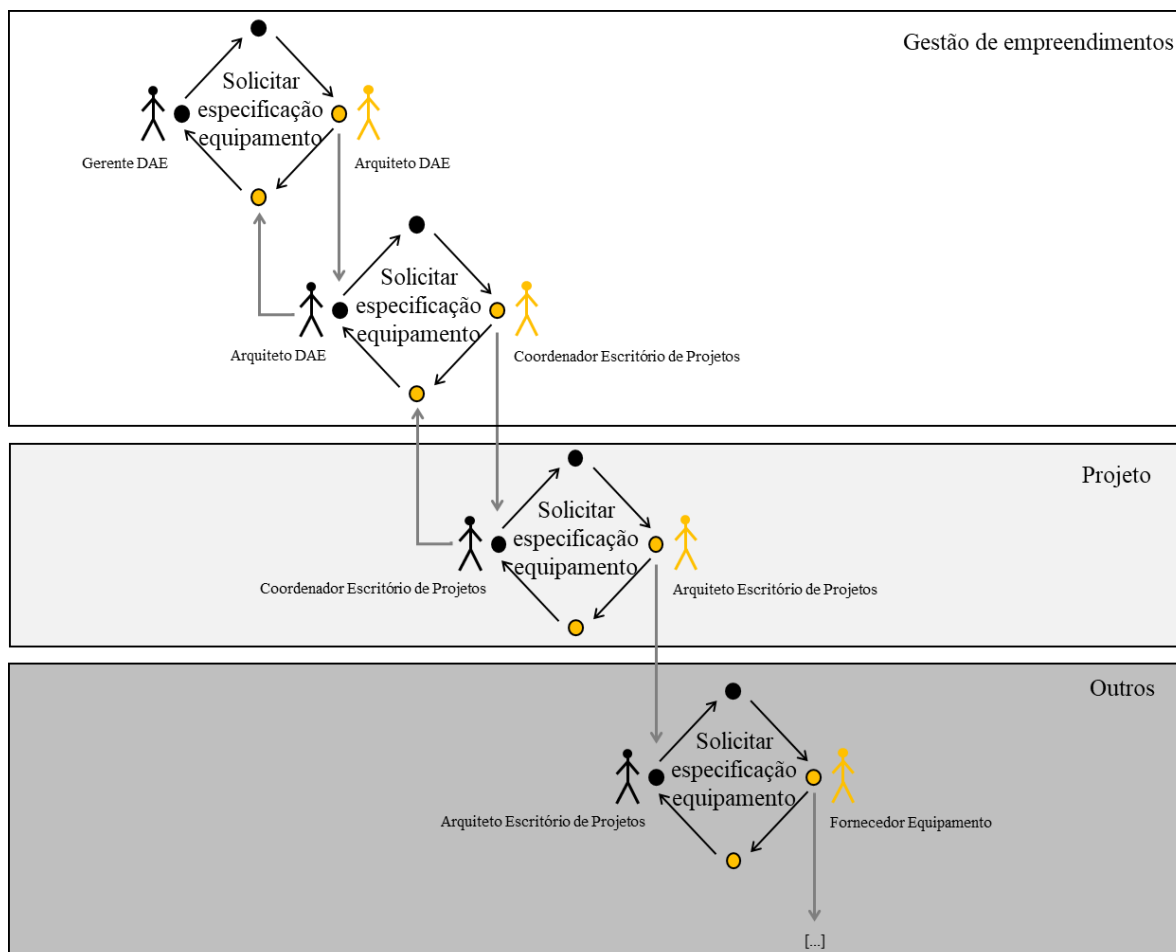 Gestão de empreendimentos
Solicitar
especificação
equipamento
Gerente DAE
Arquiteto DAE
Solicitar
especificação
equipamento
Arquiteto DAE
Coordenador Escritório de Projetos
Projeto
Solicitar
especificação
equipamento
Coordenador Escritório de Projetos
Arquiteto Escritório de Projetos
Outros
Solicitar
especificação
equipamento
Arquiteto Escritório de Projetos
Fornecedor Equipamento
[...]